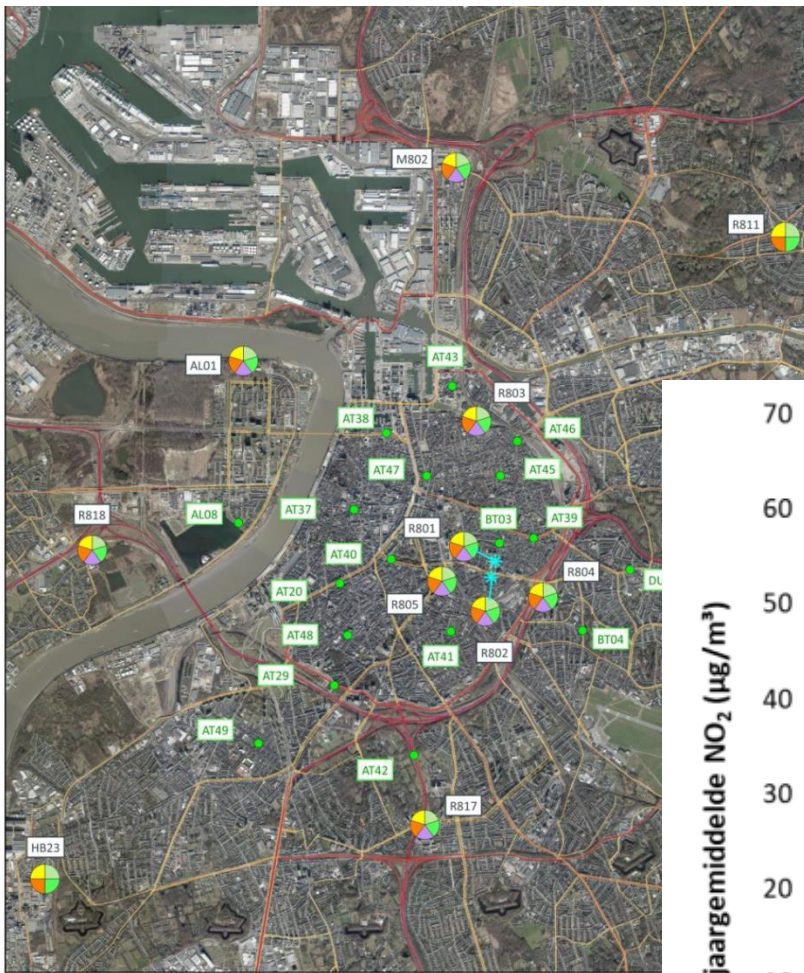 M802
R811
AL01
AT43
R803
AT38
AT46
AT47
AT45
R818
AL08
AT37
R801
BT03
AT39
AT40
R804
DU
AT20
R805
AT48
AT41
R802
BT04
AT29
AT49
AT42
R817
HB23
70
60
50
40
30
20
Jaargemiddelde NO₂ (µg/m³)